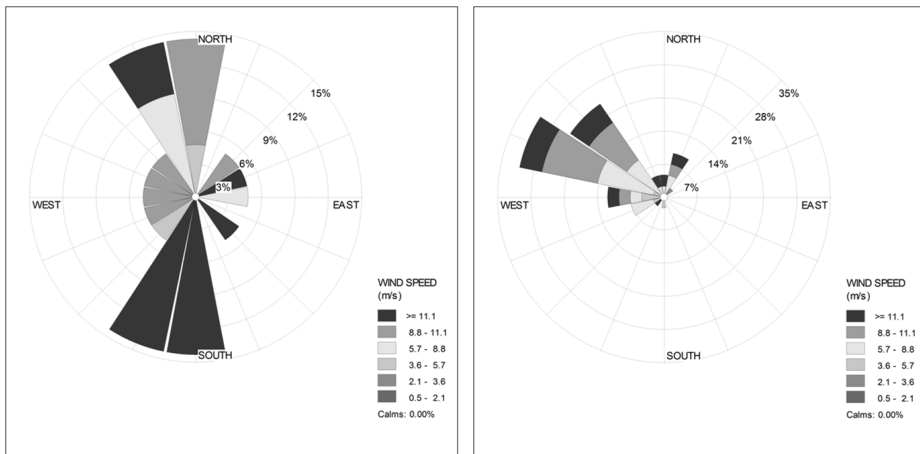 NORTH
15%
12%
9%
6%
3%
WEST
EAST
SOUTH
WIND SPEED
(m/s)
>= 11.1
8.8 - 11.1
5.7 - 8.8
3.6 - 5.7
2.1 - 3.6
0.5 - 2.1
Calms: 0.00%
NORTH
35%
28%
21%
14%
7%
WEST
EAST
SOUTH
WIND SPEED
(m/s)
>= 11.1
8.8 - 11.1
5.7 - 8.8
3.6 - 5.7
2.1 - 3.6
0.5 - 2.1
Calms: 0.00%